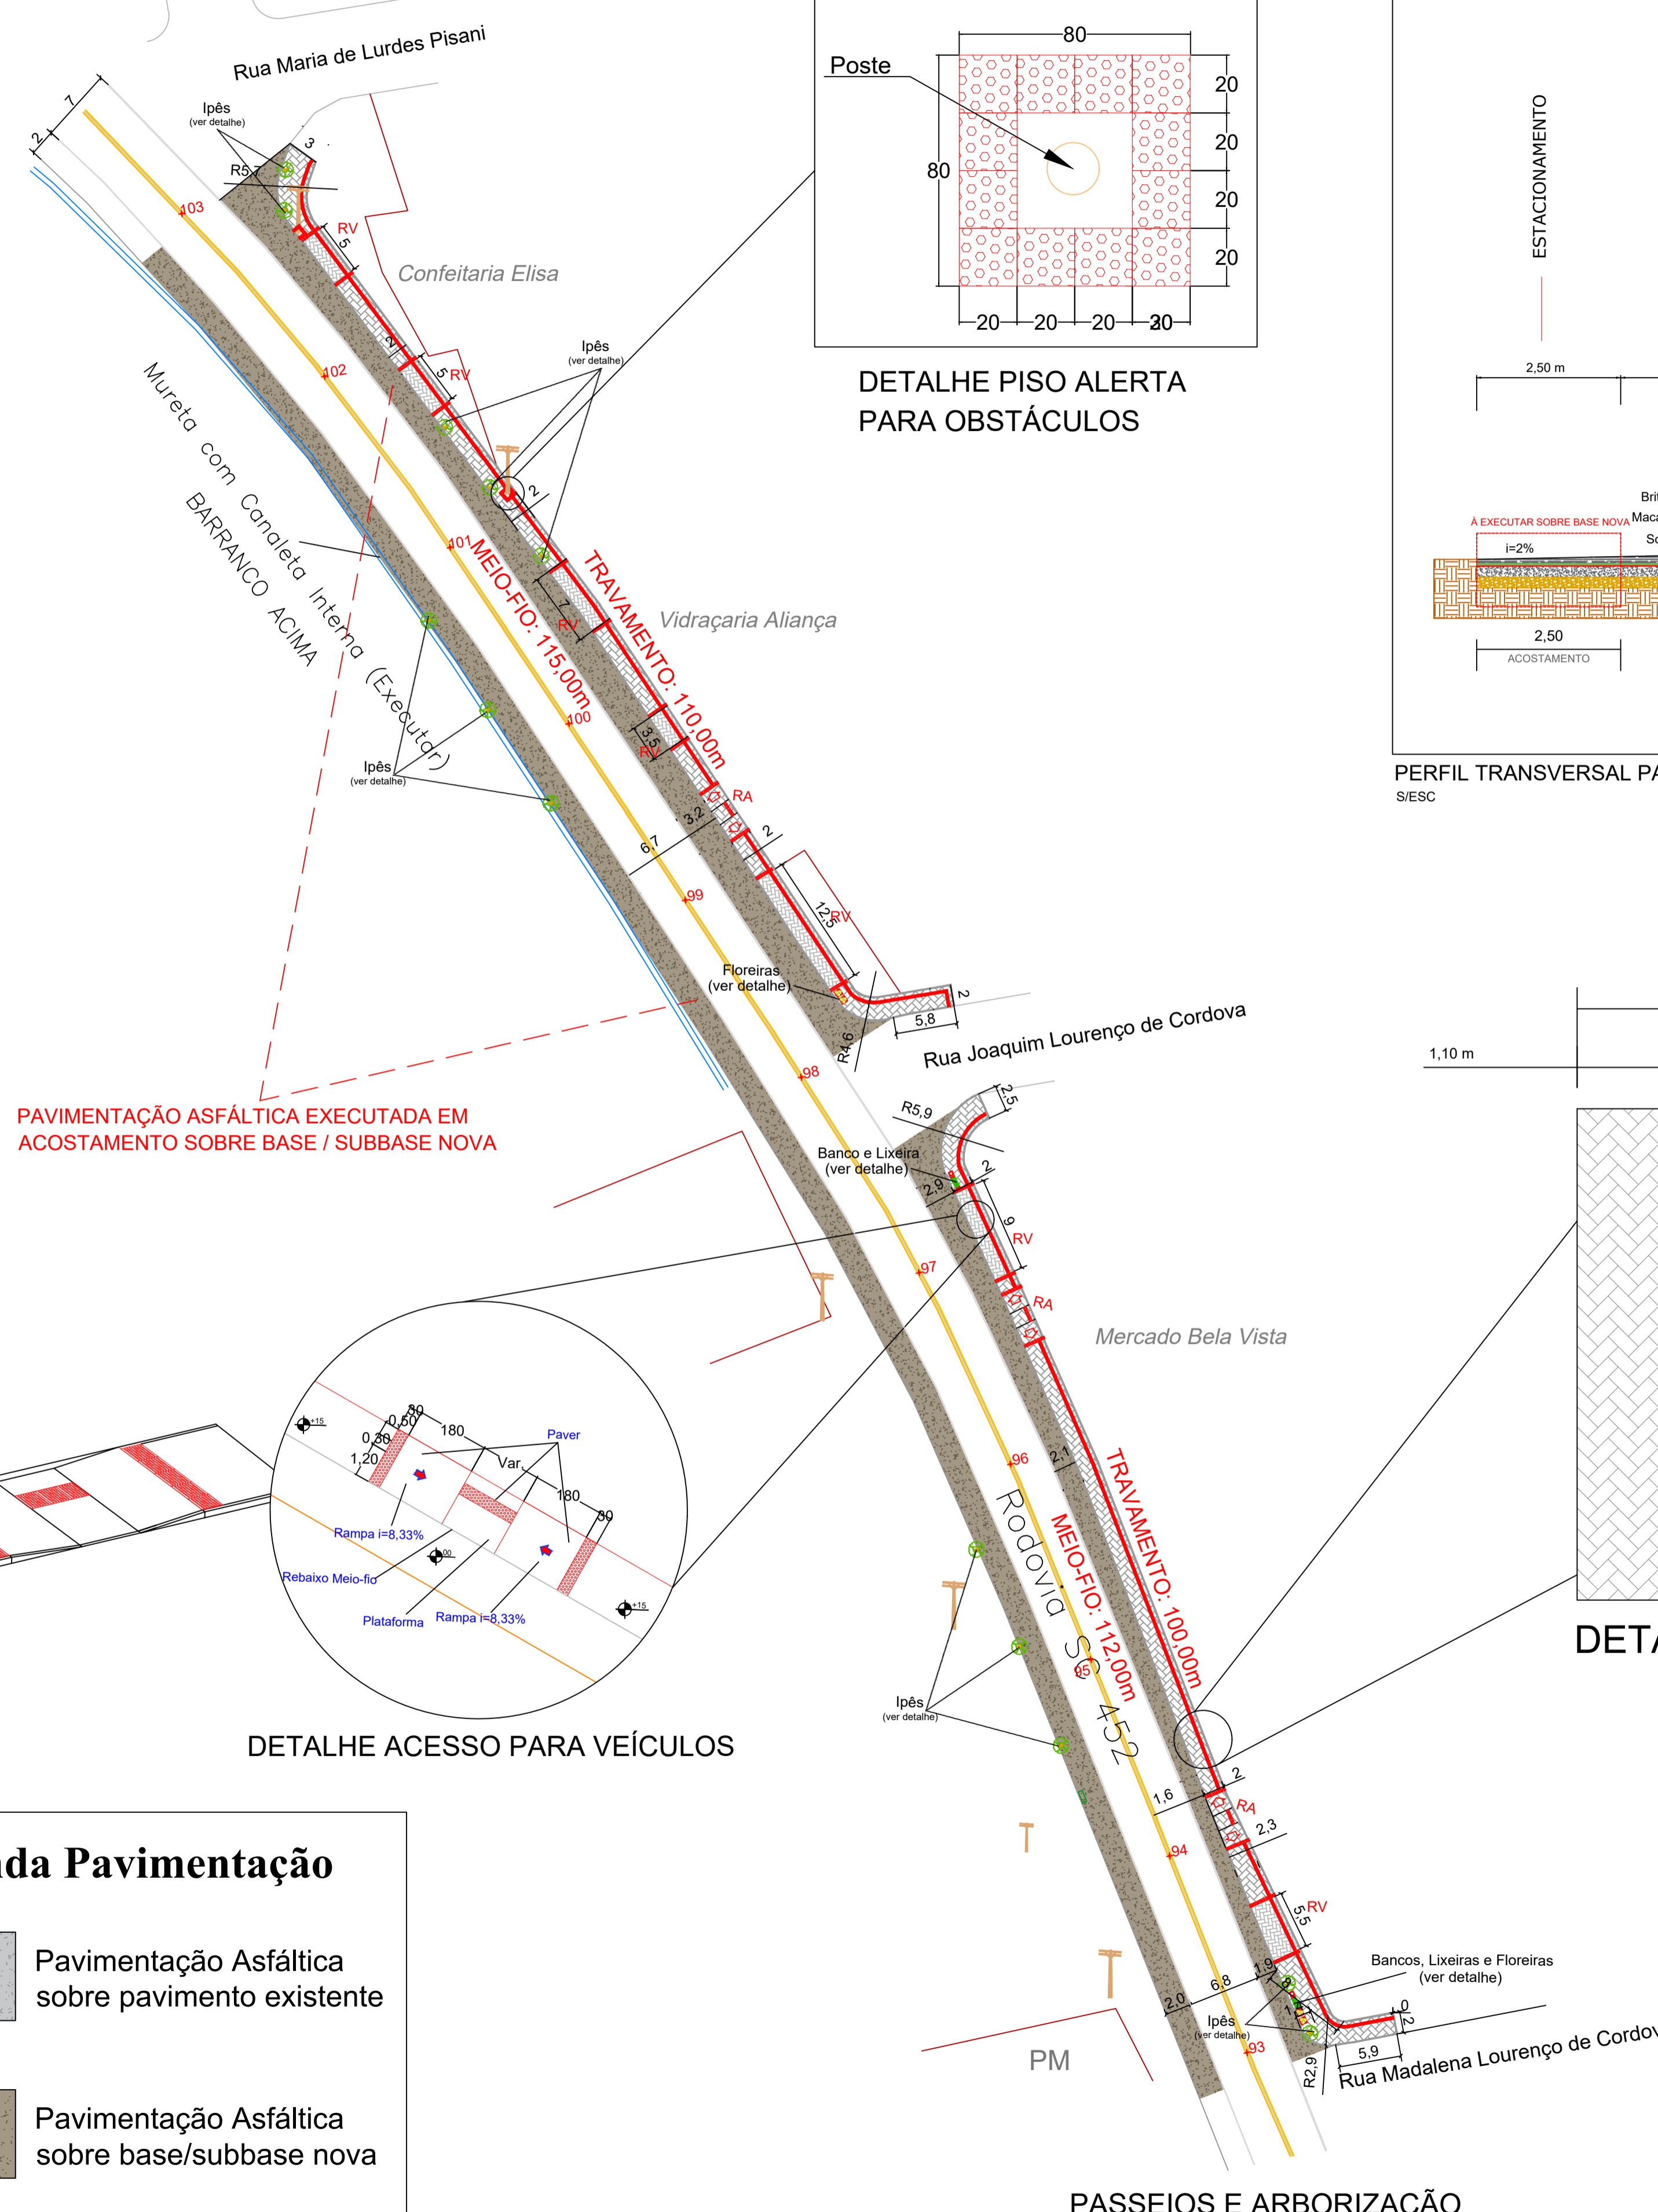 Rua Maria de Lurdes Pisani
7
2
Ipês
(ver detalhe)
3
R5,7
103
RV
5
Confeitaria Elisa
102
2
5
RV
Ipês
(ver detalhe)
2
Mureta com Canaleta Interna (Executar)
BARRANCO ACIMA
101
MEIO-FIO: 115,00m
TRAVAMENTO: 110,00m
7
RV
Vidraçaria Aliança
100
3,5
RV
Ipês
(ver detalhe)
RA
3,2
2
6,7
99
12,5
RV
Floreiras
(ver detalhe)
2
5,8
R4,6
Rua Joaquim Lourenço de Cordova
98
PAVIMENTAÇÃO ASFÁLTICA EXECUTADA EM
ACOSTAMENTO SOBRE BASE / SUBBASE NOVA
2,5
R5,9
Banco e Lixeira
(ver detalhe)
2
2,9
9
RV
97
RA
Mercado Bela Vista
96
2,1
Rodovia SC 452
MEIO-FIO: 112,00m
TRAVAMENTO: 100,00m
95
Ipês
(ver detalhe)
2
1,6
RA
2,3
94
RV
5,5
Bancos, Lixeiras e Floreiras
(ver detalhe)
1,9
6,8
2,0
Ipês
(ver detalhe)
93
5,9
R2,9
Rua Madalena Lourenço de Cordov
PM
PASSEIOS E ARBORIZAÇÃO
Poste
80
80
20
20
20
20
20
20
20
DETALHE PISO ALERTA
PARA OBSTÁCULOS
ESTACIONAMENTO
2,50 m
À EXECUTAR SOBRE BASE NOVA
i=2%
2,50
ACOSTAMENTO
PERFIL TRANSVERSAL PA
S/ESC
1,10 m
DETA
+15
30
0,50
180
0,30
1,20
Paver
Var.
180
30
Rampa i=8,33%
00
Rebaixo Meio-fio
Plataforma
Rampa i=8,33%
+15
DETALHE ACESSO PARA VEÍCULOS
da Pavimentação
Pavimentação Asfáltica
sobre pavimento existente
Pavimentação Asfáltica
sobre base/subbase nova